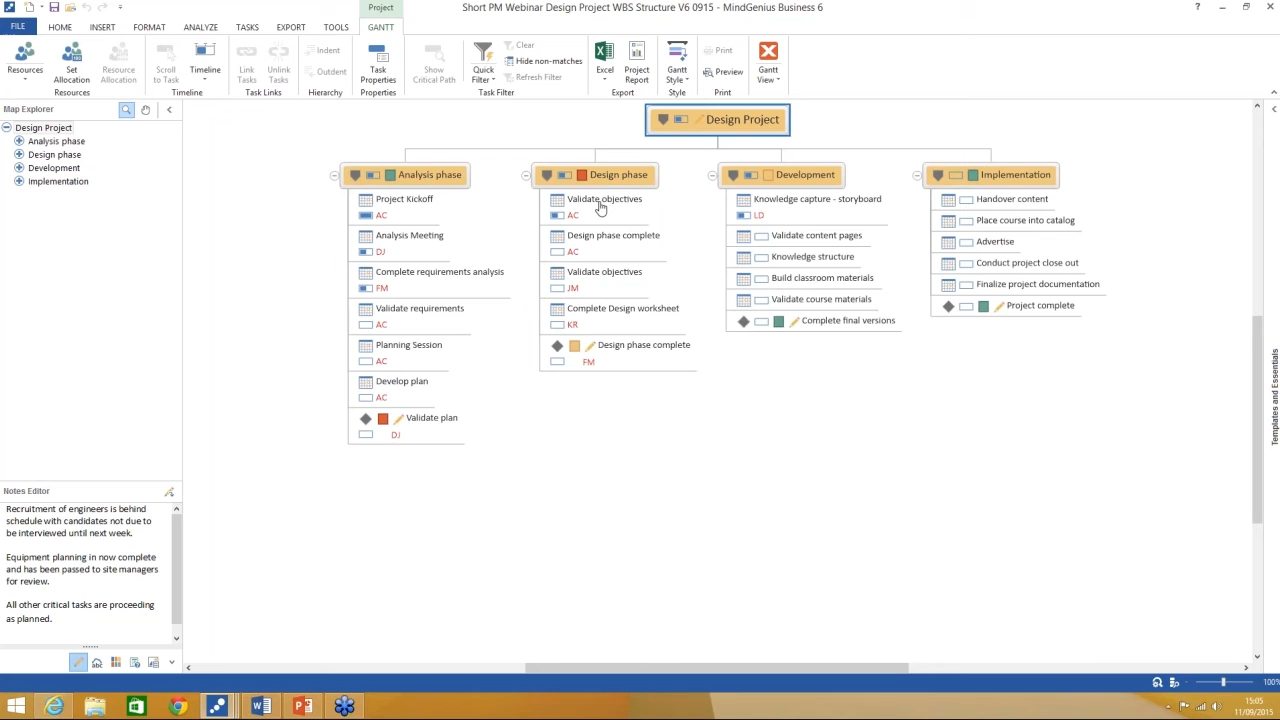 Project
Short PM Webinar Design Project WBS Structure V6 0915 - MindGenius Business 6
FILE HOME INSERT FORMAT ANALYZE TASKS EXPORT TOOLS GANTT
Resources
Set Allocation
Resource Allocation
Resources
Scroll to Task
Timeline
Timeline
Link Tasks
Unlink Tasks
Task Links
Indent
Outdent
Hierarchy
Task Properties
Properties
Show Critical Path
Quick Filter
Clear
Hide non-matches
Refresh Filter
Task Filter
Excel
Project Report
Export
Gantt Style
Style
Print
Preview
Print
Gantt View
Map Explorer
Design Project
Analysis phase
Design phase
Development
Implementation
Design Project
Analysis phase
Project Kickoff
AC
Analysis Meeting
DJ
Complete requirements analysis
FM
Validate requirements
AC
Planning Session
AC
Develop plan
AC
Validate plan
DJ
Design phase
Validate objectives
AC
Design phase complete
AC
Validate objectives
JM
Complete Design worksheet
KR
Design phase complete
FM
Development
Knowledge capture - storyboard
LD
Validate content pages
Knowledge structure
Build classroom materials
Validate course materials
Complete final versions
Implementation
Handover content
Place course into catalog
Advertise
Conduct project close out
Finalize project documentation
Project complete
Templates and Essentials
Notes Editor
Recruitment of engineers is behind
schedule with candidates not due to
be interviewed until next week.
Equipment planning in now complete
and has been passed to site managers
for review.
All other critical tasks are proceeding
as planned.
100%
15:05
11/09/2015